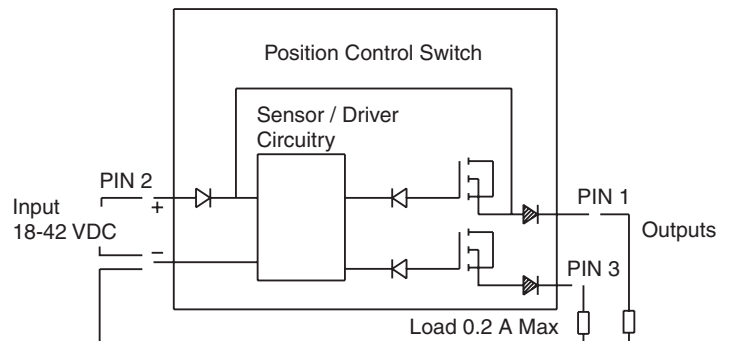 Position Control Switch
Sensor / Driver
Circuitry
PIN 2
+
Input
18-42 VDC
−
PIN 1
Outputs
PIN 3
Load 0.2 A Max